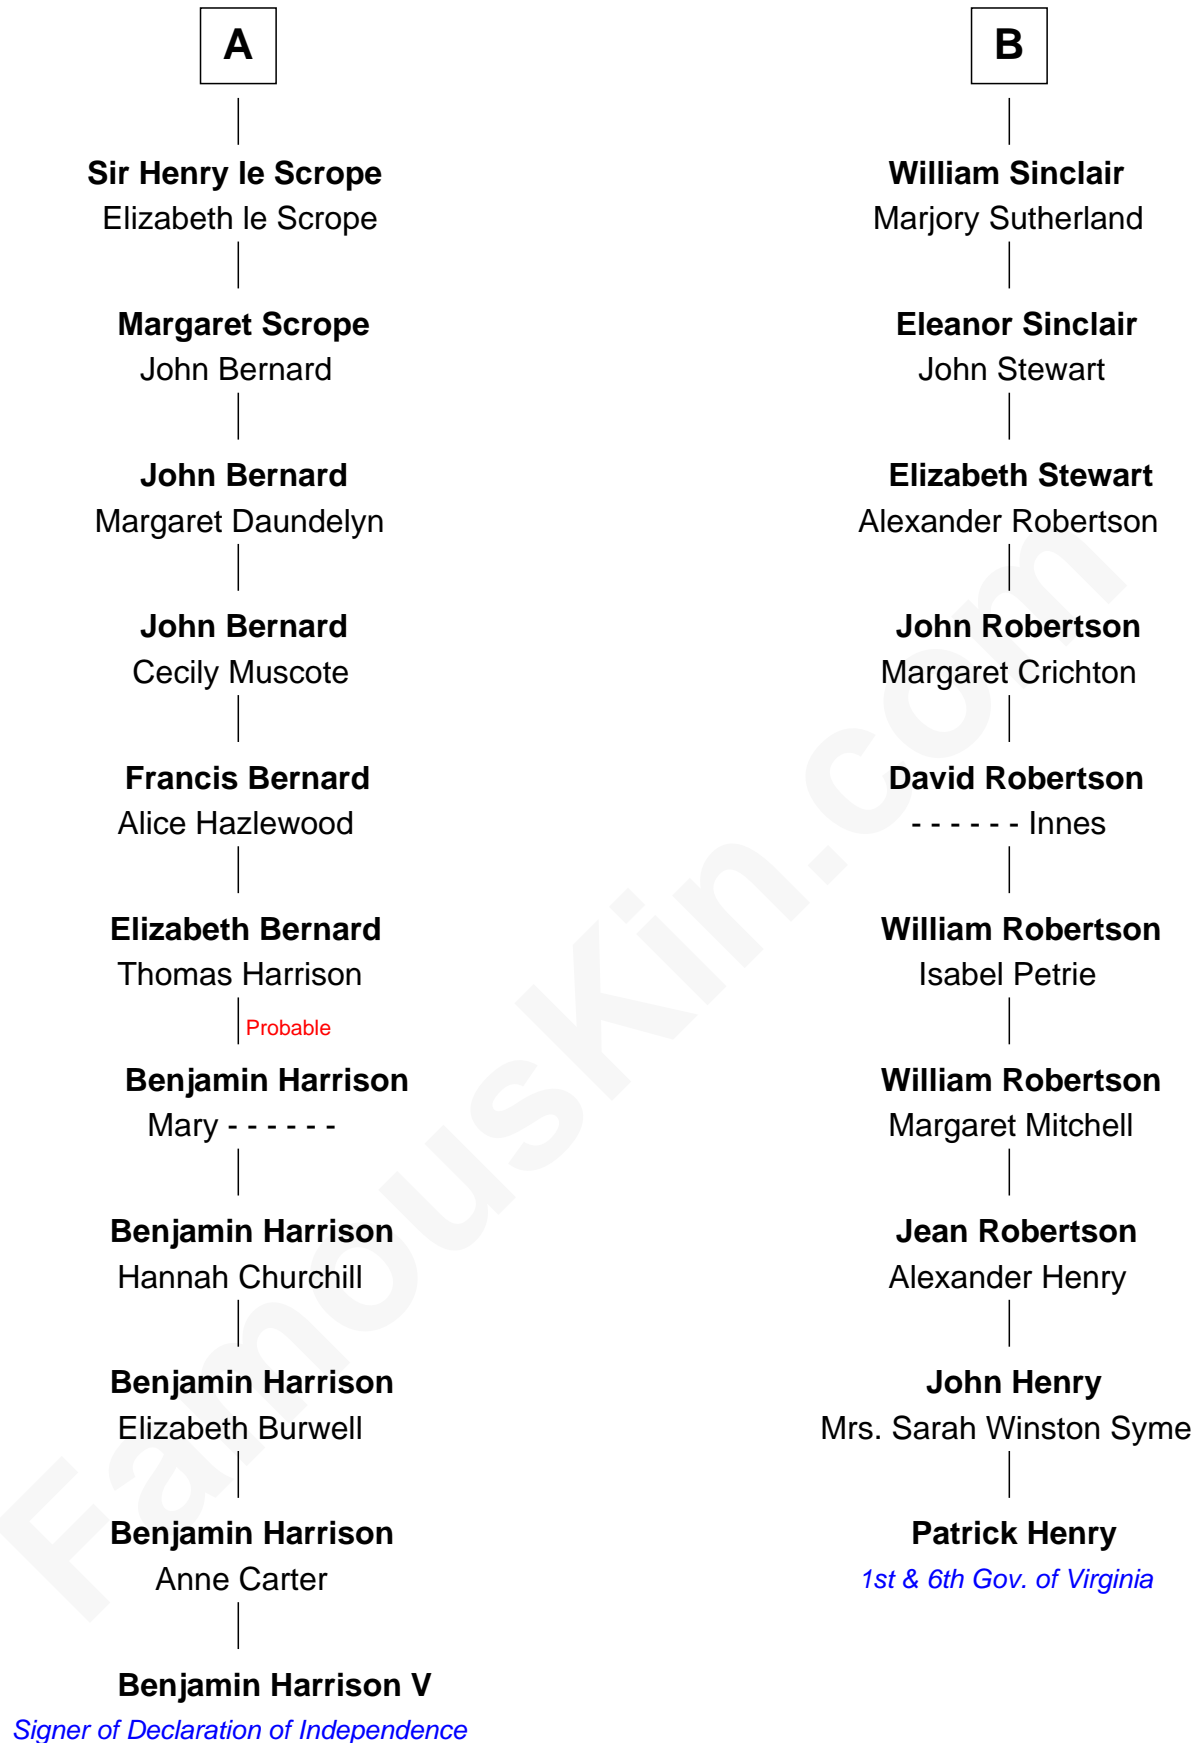 A
Sir Henry le Scrope
Elizabeth le Scrope
Margaret Scrope
John Bernard
John Bernard
Margaret Daundelyn
John Bernard
Cecily Muscote
Francis Bernard
Alice Hazlewood
Elizabeth Bernard
Thomas Harrison
Probable
Benjamin Harrison
Mary - - - - - -
Benjamin Harrison
Hannah Churchill
Benjamin Harrison
Elizabeth Burwell
Benjamin Harrison
Anne Carter
Benjamin Harrison V
Signer of Declaration of Independence
B
William Sinclair
Marjory Sutherland
Eleanor Sinclair
John Stewart
Elizabeth Stewart
Alexander Robertson
John Robertson
Margaret Crichton
David Robertson
- - - - - - Innes
William Robertson
Isabel Petrie
William Robertson
Margaret Mitchell
Jean Robertson
Alexander Henry
John Henry
Mrs. Sarah Winston Syme
Patrick Henry
1st & 6th Gov. of Virginia
FamousKin.com